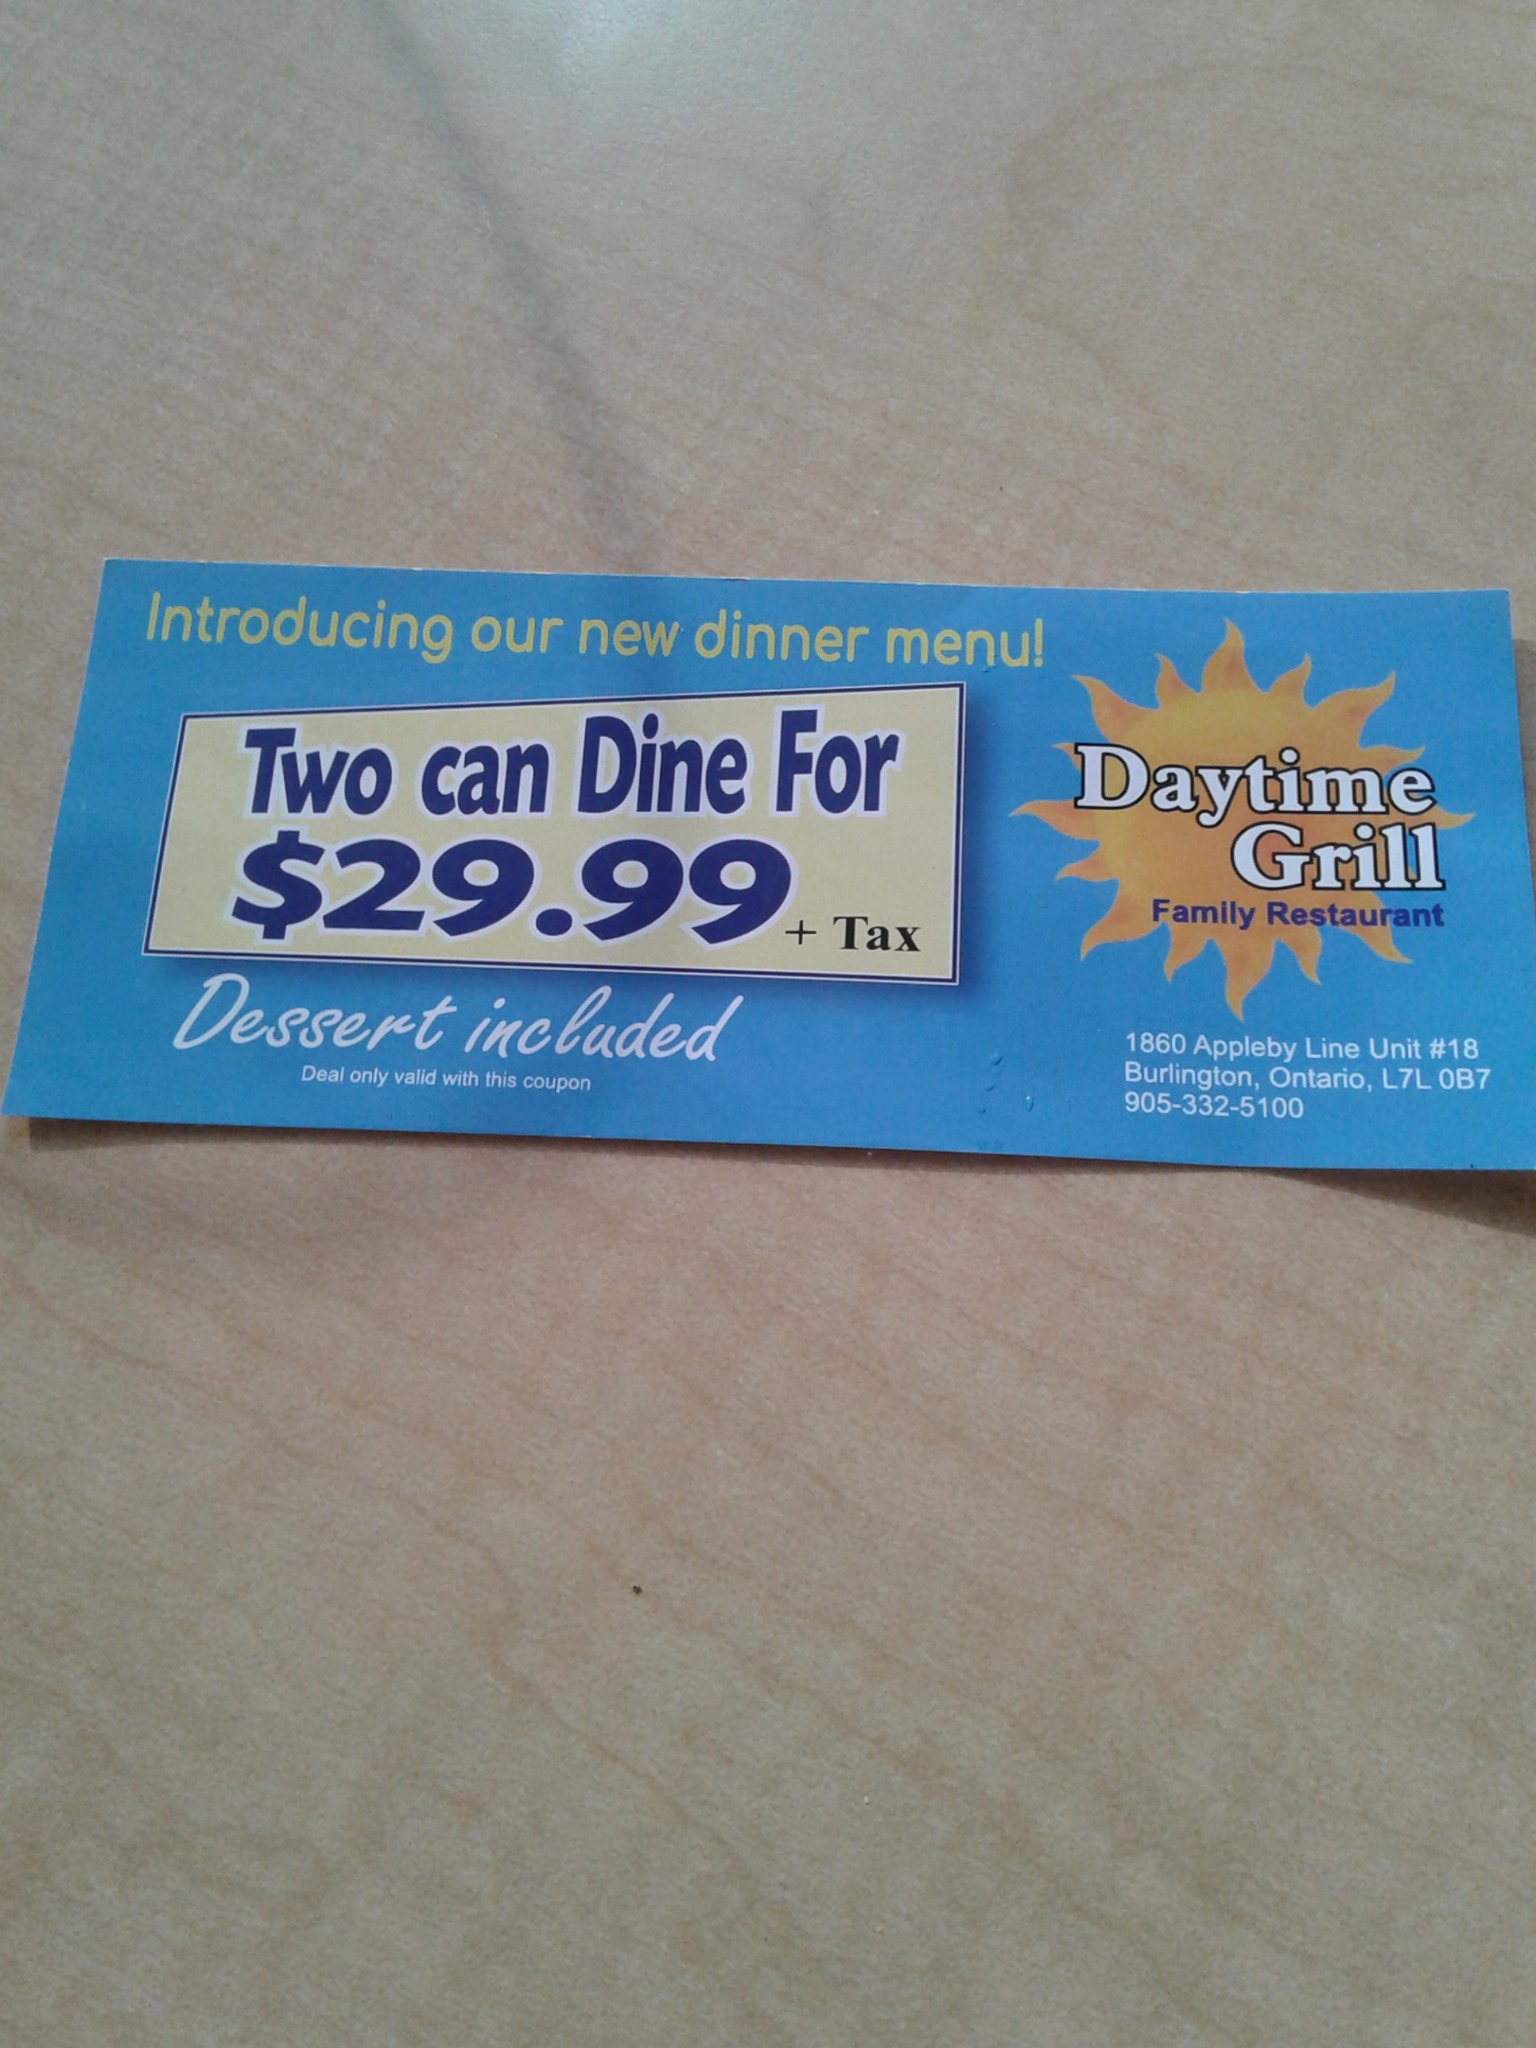 Introducing our new dinner menu!
Two can Dine For
$29.99 + Tax
Dessert included
Deal only valid with this coupon
Daytime
Grill
Family Restaurant
1860 Appleby Line Unit #18
Burlington, Ontario, L7L 0B7
905-332-5100